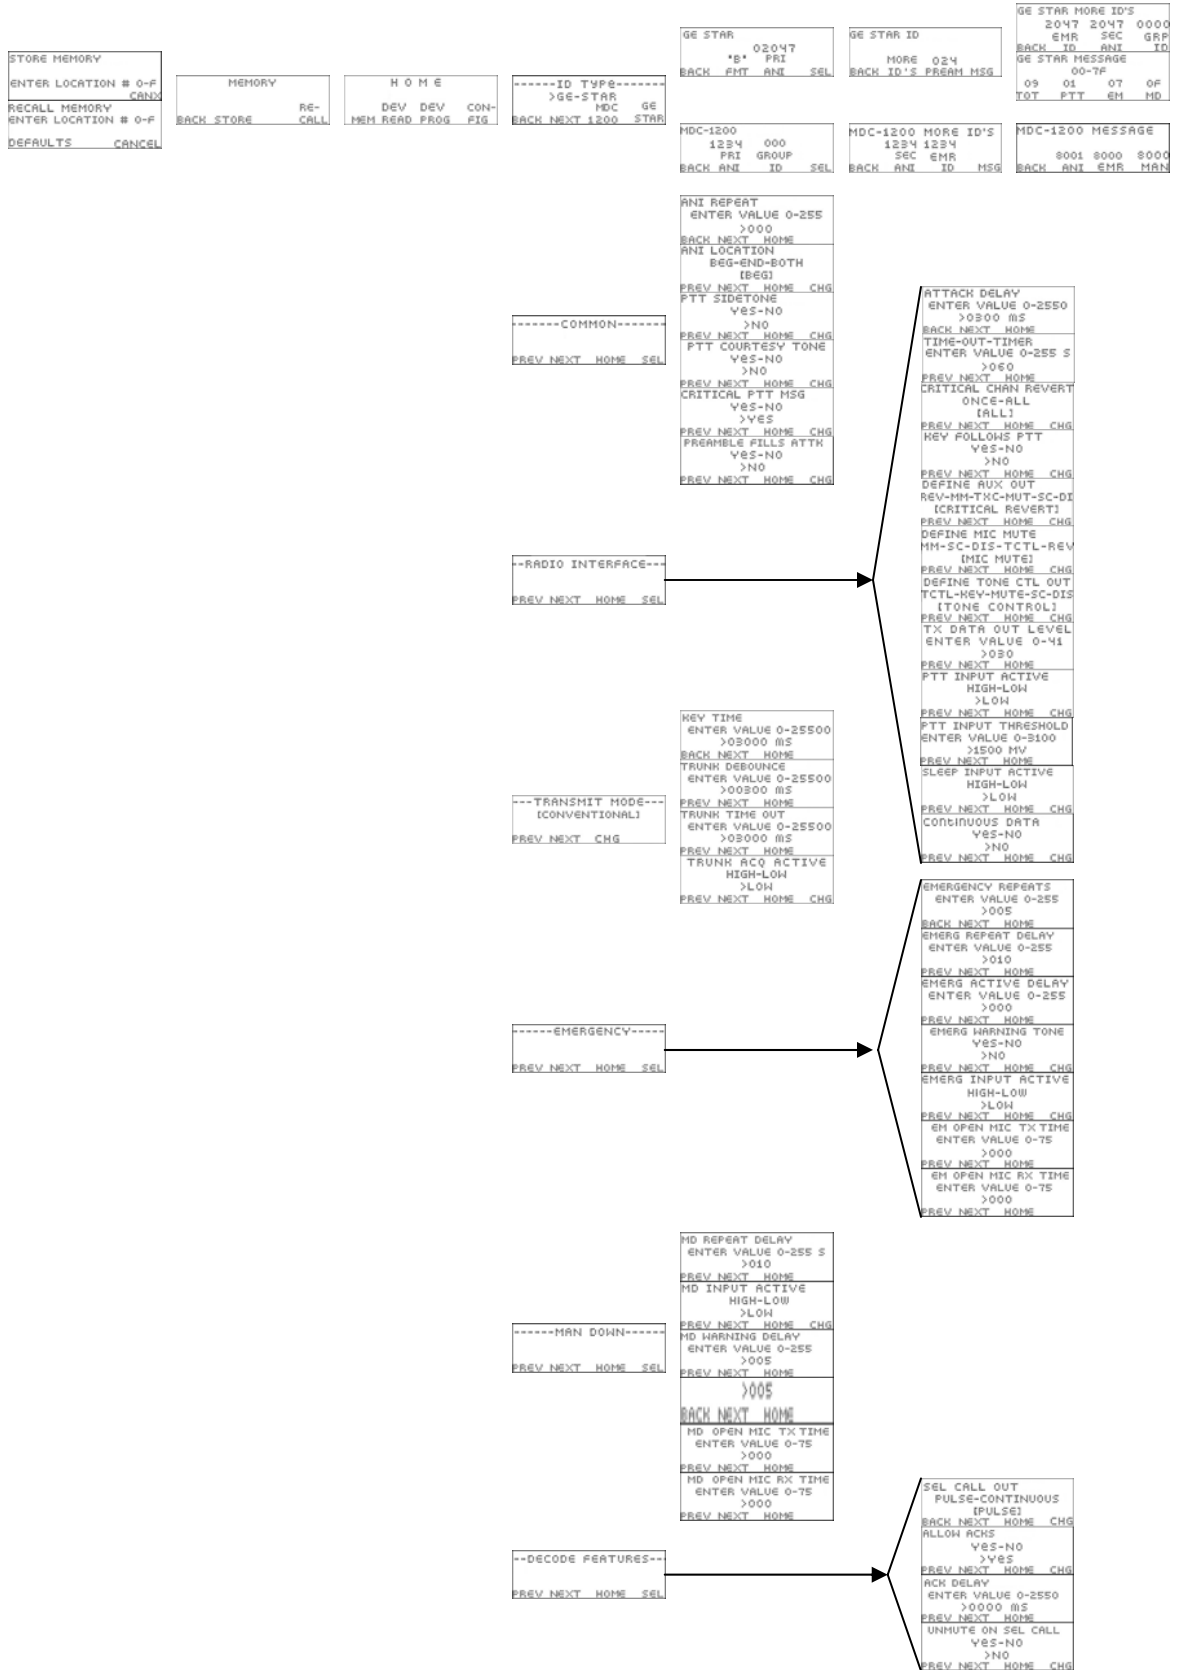 STORE MEMORY
ENTER LOCATION # 0-F
CANX
RECALL MEMORY
ENTER LOCATION # 0-F
DEFAULTS CANCEL
MEMORY
RE-
BACK STORE CALL
H O M E
DEV DEV CON-
MEM READ PROG FIG
------ID TYPE-------
>GE-STAR
MDC GE
BACK NEXT 1200 STAR
GE STAR
02047
"B" PRI
BACK FMT ANI SEL
GE STAR ID
MORE 024
BACK ID'S PREAM MSG
GE STAR MORE ID'S
2047 2047 0000
EMR SEC GRP
BACK ID ANI ID
GE STAR MESSAGE
00-7F
09 01 07 0F
TOT PTT EM MD
MDC-1200
1234 000
PRI GROUP
BACK ANI ID SEL
MDC-1200 MORE ID'S
1234 1234
SEC EMR
BACK ANI ID MSG
MDC-1200 MESSAGE
8001 8000 8000
BACK ANI EMR MAN
-------COMMON-------
PREV NEXT HOME SEL
ANI REPEAT
ENTER VALUE 0-255
>000
BACK NEXT HOME
ANI LOCATION
BEG-END-BOTH
[BEG]
PREV NEXT HOME CHG
PTT SIDETONE
YES-NO
>NO
PREV NEXT HOME CHG
PTT COURTESY TONE
YES-NO
>NO
PREV NEXT HOME CHG
CRITICAL PTT MSG
YES-NO
>YES
PREV NEXT HOME CHG
PREAMBLE FILLS ATTK
YES-NO
>NO
PREV NEXT HOME CHG
--RADIO INTERFACE---
PREV NEXT HOME SEL
ATTACK DELAY
ENTER VALUE 0-2550
>0300 MS
BACK NEXT HOME
TIME-OUT-TIMER
ENTER VALUE 0-255 S
>060
PREV NEXT HOME
CRITICAL CHAN REVERT
ONCE-ALL
[ALL]
PREV NEXT HOME CHG
KEY FOLLOWS PTT
YES-NO
>NO
PREV NEXT HOME CHG
DEFINE AUX OUT
REV-MM-TXC-MUT-SC-DI
[CRITICAL REVERT]
PREV NEXT HOME CHG
DEFINE MIC MUTE
MM-SC-DIS-TCTL-REV
[MIC MUTE]
PREV NEXT HOME CHG
DEFINE TONE CTL OUT
TCTL-KEY-MUTE-SC-DIS
[TONE CONTROL]
PREV NEXT HOME CHG
TX DATA OUT LEVEL
ENTER VALUE 0-41
>030
PREV NEXT HOME
PTT INPUT ACTIVE
HIGH-LOW
>LOW
PREV NEXT HOME CHG
PTT INPUT THRESHOLD
ENTER VALUE 0-3100
>1500 MV
PREV NEXT HOME
SLEEP INPUT ACTIVE
HIGH-LOW
>LOW
PREV NEXT HOME CHG
CONTINUOUS DATA
YES-NO
>NO
PREV NEXT HOME CHG
---TRANSMIT MODE---
[CONVENTIONAL]
PREV NEXT CHG
KEY TIME
ENTER VALUE 0-25500
>03000 MS
BACK NEXT HOME
TRUNK DEBOUNCE
ENTER VALUE 0-25500
>00300 MS
PREV NEXT HOME
TRUNK TIME OUT
ENTER VALUE 0-25500
>03000 MS
PREV NEXT HOME
TRUNK ACQ ACTIVE
HIGH-LOW
>LOW
PREV NEXT HOME CHG
------EMERGENCY-----
PREV NEXT HOME SEL
EMERGENCY REPEATS
ENTER VALUE 0-255
>005
BACK NEXT HOME
EMERG REPEAT DELAY
ENTER VALUE 0-255
>010
PREV NEXT HOME
EMERG ACTIVE DELAY
ENTER VALUE 0-255
>000
PREV NEXT HOME
EMERG WARNING TONE
YES-NO
>NO
PREV NEXT HOME CHG
EMERG INPUT ACTIVE
HIGH-LOW
>LOW
PREV NEXT HOME CHG
EM OPEN MIC TX TIME
ENTER VALUE 0-75
>000
PREV NEXT HOME
EM OPEN MIC RX TIME
ENTER VALUE 0-75
>000
PREV NEXT HOME
------MAN DOWN------
PREV NEXT HOME SEL
MD REPEAT DELAY
ENTER VALUE 0-255 S
>010
PREV NEXT HOME
MD INPUT ACTIVE
HIGH-LOW
>LOW
PREV NEXT HOME CHG
MD WARNING DELAY
ENTER VALUE 0-255
>005
PREV NEXT HOME
>005
BACK NEXT HOME
MD OPEN MIC TX TIME
ENTER VALUE 0-75
>000
PREV NEXT HOME
MD OPEN MIC RX TIME
ENTER VALUE 0-75
>000
PREV NEXT HOME
--DECODE FEATURES---
PREV NEXT HOME SEL
SEL CALL OUT
PULSE-CONTINUOUS
[PULSE]
BACK NEXT HOME CHG
ALLOW ACKS
YES-NO
>YES
PREV NEXT HOME CHG
ACK DELAY
ENTER VALUE 0-2550
>0000 MS
PREV NEXT HOME
UNMUTE ON SEL CALL
YES-NO
>NO
PREV NEXT HOME CHG